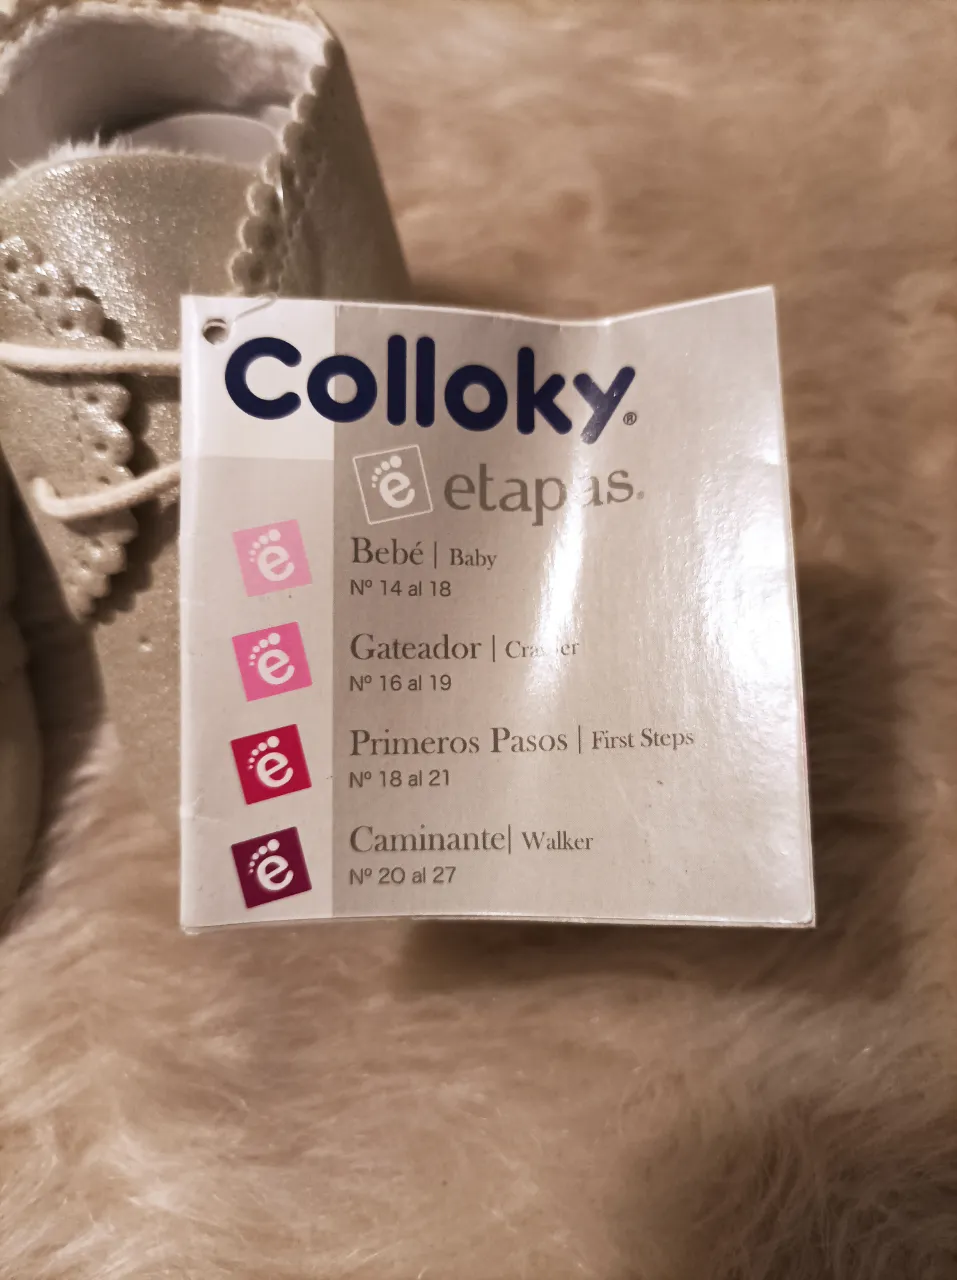 Colloky®
e etapas®
e Bebé | Baby
Nº 14 al 18
e Gateador |
Nº 16 al 19
e Primeros Pasos | First Steps
Nº 18 al 21
e Caminante| Walker
Nº 20 al 27